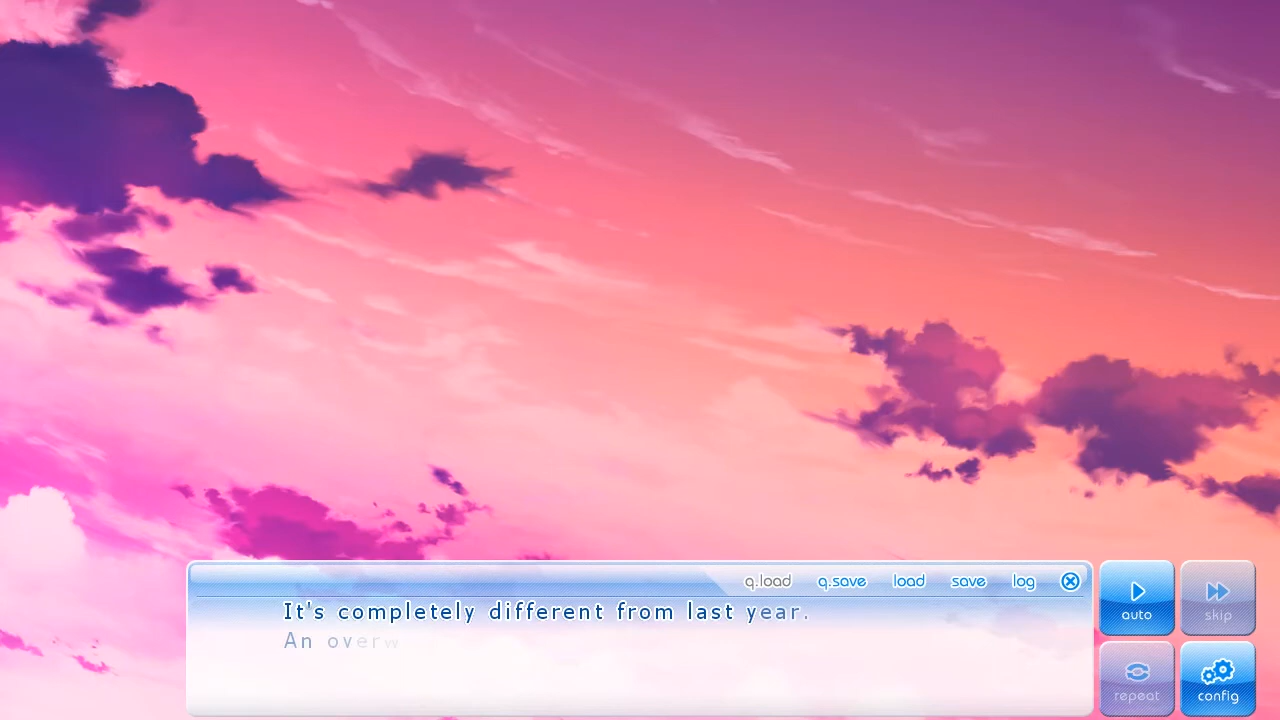 q.load q.save load save log
It's completely different from last year.
An overw
auto
skip
repeat
config